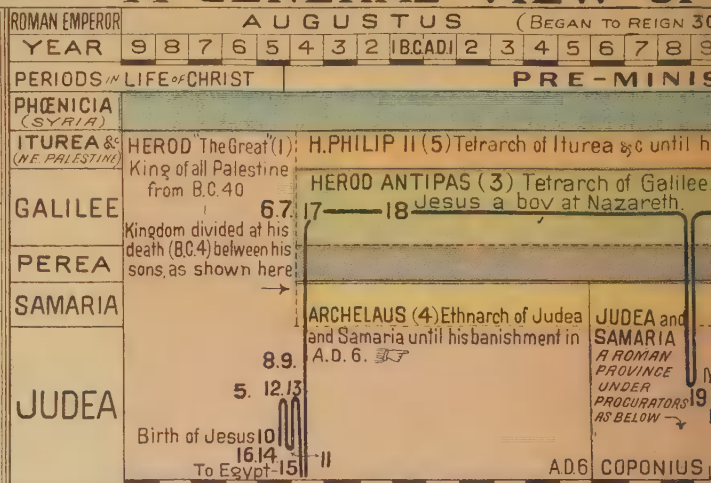 A GENERAL VIEW OF
ROMAN EMPEROR
AUGUSTUS (BEGAN TO REIGN 30
YEAR 9 8 7 6 5 4 3 2 1 B.C. A.D. 1 2 3 4 5 6 7 8 9
PERIODS IN LIFE OF CHRIST
PRE-MINIS
PHŒNICIA
(SYRIA)
ITUREA &c
(N.E. PALESTINE)
HEROD "The Great" (1)
King of all Palestine
from B.C. 40
Kingdom divided at his
death (B.C. 4) between his
sons, as shown here
H. PHILIP II (5) Tetrarch of Iturea &c until h
GALILEE
HEROD ANTIPAS (3) Tetrarch of Galilee
Jesus a boy at Nazareth.
6.7. 17 18
PEREA
SAMARIA
ARCHELAUS (4) Ethnarch of Judea
and Samaria until his banishment in
A.D. 6.
JUDEA and
SAMARIA
A ROMAN
PROVINCE
UNDER
PROCURATORS
AS BELOW
19
JUDEA
8.9.
5. 12.13
Birth of Jesus 10
16.14
11
To Egypt-15
A.D.6 COPONIUS